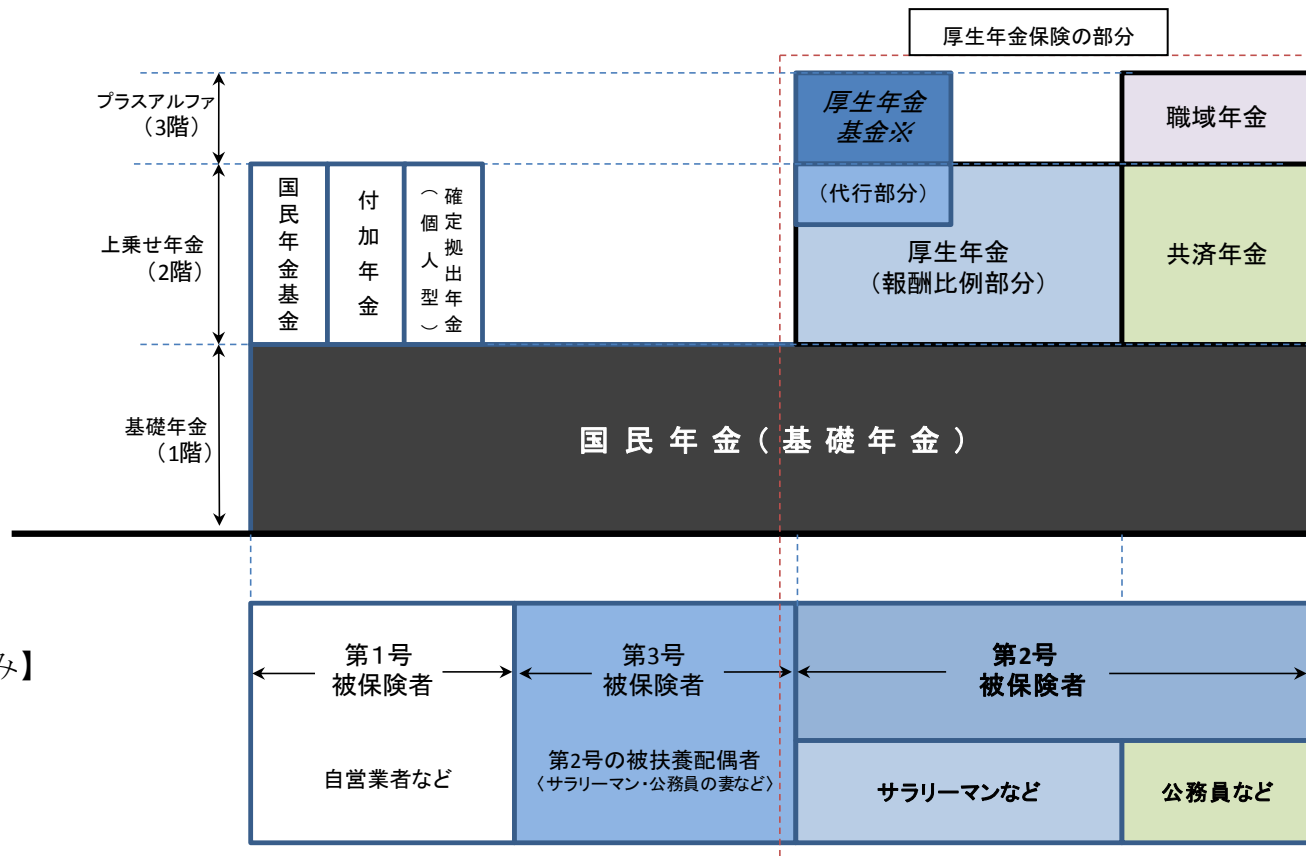 厚生年金保険の部分
プラスアルファ
（3階）
厚生年金
基金※
職域年金
上乗せ年金
（2階）
国民年金基金
付加年金
確定拠出年金
（個人型）
（代行部分）
厚生年金
（報酬比例部分）
共済年金
基礎年金
（1階）
国民年金（基礎年金）
み】
第１号
被保険者
第3号
被保険者
第2号
被保険者
自営業者など
第2号の被扶養配偶者
〈サラリーマン・公務員の妻など〉
サラリーマンなど
公務員など